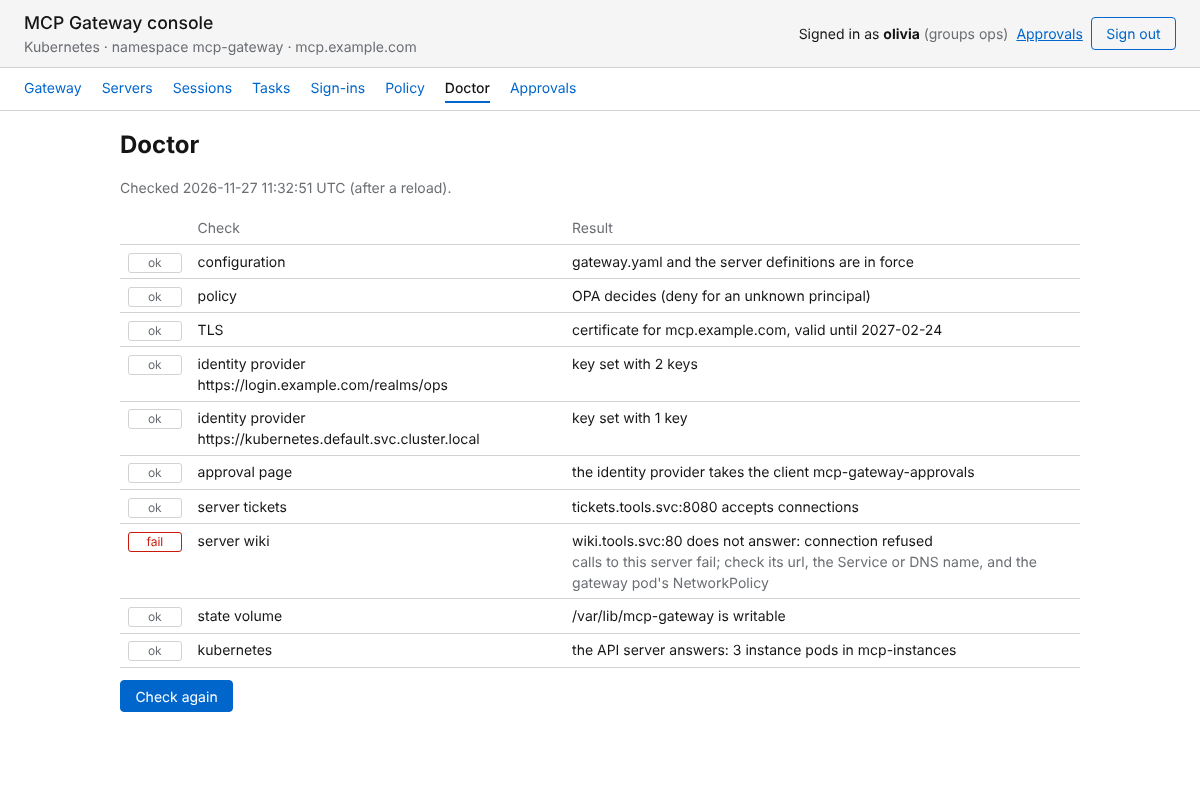 MCP Gateway console
Kubernetes · namespace mcp-gateway · mcp.example.com
Signed in as olivia (groups ops) Approvals Sign out
Gateway Servers Sessions Tasks Sign-ins Policy Doctor Approvals
Doctor
Checked 2026-11-27 11:32:51 UTC (after a reload).
Check Result
ok configuration gateway.yaml and the server definitions are in force
ok policy OPA decides (deny for an unknown principal)
ok TLS certificate for mcp.example.com, valid until 2027-02-24
ok identity provider key set with 2 keys
https://login.example.com/realms/ops
ok identity provider key set with 1 key
https://kubernetes.default.svc.cluster.local
ok approval page the identity provider takes the client mcp-gateway-approvals
ok server tickets tickets.tools.svc:8080 accepts connections
fail server wiki wiki.tools.svc:80 does not answer: connection refused
calls to this server fail; check its url, the Service or DNS name, and the
gateway pod's NetworkPolicy
ok state volume /var/lib/mcp-gateway is writable
ok kubernetes the API server answers: 3 instance pods in mcp-instances
Check again